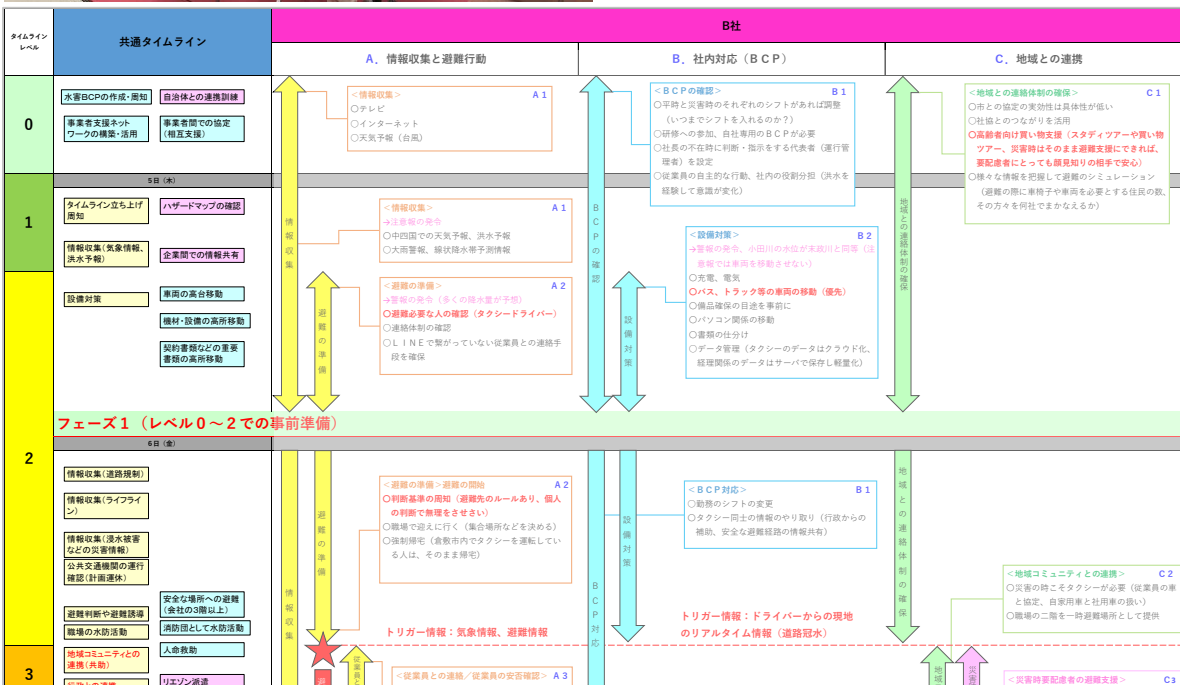 タイムライン
レベル
共通タイムライン
B社
A．情報収集と避難行動
B．社内対応（BCP）
C．地域との連携
0
水害BCPの作成・周知
自治体との連携訓練
事業者支援ネット
ワークの構築・活用
事業者間での協定
（相互支援）
＜情報収集＞ A1
○テレビ
○インターネット
○天気予報（台風）
＜BCPの確認＞ B1
○平時と災害時のそれぞれのシフトがあれば調整
（いつまでシフトを入れるのか？）
○研修への参加、自社専用のBCPが必要
○社長の不在時に判断・指示をする代表者（運行管
理者）を設定
○従業員の自主的な行動、社内の役割分担（洪水を
経験して意識が変化）
＜地域との連絡体制の確保＞ C1
○市との協定の実効性は具体性が低い
○社協とのつながりを活用
○高齢者向け買い物支援（スタディツアーや買い物
ツアー、災害時はそのまま避難支援にできれば、
要配慮者にとっても顔見知りの相手で安心）
○様々な情報を把握して避難のシミュレーション
（避難の際に車椅子や車両を必要とする住民の数、
その方々を何社でまかなえるか）
5日（木）
1
タイムライン立ち上げ
周知
ハザードマップの確認
情報収集（気象情報、
洪水予報）
企業間での情報共有
情報収集
＜情報収集＞ A1
→注意報の発令
○中四国での天気予報、洪水予報
○大雨警報、線状降水帯予測情報
BCPの確認
＜設備対策＞ B2
→警報の発令、小田川の水位が末政川と同等（注
意報では車両を移動させない）
○充電、電気
○バス、トラック等の車両の移動（優先）
○備品確保の目途を事前に
○パソコン関係の移動
○書類の仕分け
○データ管理（タクシーのデータはクラウド化、
経理関係のデータはサーバで保存し軽量化）
地域との連絡体制の確保
設備対策
車両の高台移動
機材・設備の高所移動
契約書類などの重要
書類の高所移動
避難の準備
＜避難の準備＞ A2
→警報の発令（多くの降水量が予想）
○避難必要な人の確認（タクシードライバー）
○連絡体制の確認
○ＬＩＮＥで繋がっていない従業員との連絡手
段を確保
設備対策
フェーズ１（レベル０～２での事前準備）
6日（金）
2
情報収集（道路規制）
情報収集（ライフライ
ン）
情報収集（浸水被害
などの災害情報）
公共交通機関の運行
確認（計画運休）
安全な場所への避難
（会社の3階以上）
避難判断や避難誘導
職場の水防活動
消防団として水防活動
情報収集
避難の準備
＜避難の準備＞避難の開始 A2
○判断基準の周知（避難先のルールあり、個人
の判断で無理をさせさい）
○職場で迎えに行く（集合場所などを決める）
○強制帰宅（倉敷市内でタクシーを運転してい
る人は、そのまま帰宅）
トリガー情報：気象情報、避難情報
BCP対応
設備対策
＜BCP対応＞ B1
○勤務のシフトの変更
○タクシー同士の情報のやり取り（行政からの
補助、安全な避難経路の情報共有）
トリガー情報：ドライバーからの現地
のリアルタイム情報（道路冠水）
地域との連絡体制の確保
＜地域コミュニティとの連携＞ C2
○災害の時こそタクシーが必要（従業員の車
と協定、自家用車と社用車の扱い）
○職場の二階を一時避難場所として提供
3
地域コミュニティとの
連携（共助）
人命救助
リエゾン派遣
避
従業員と
＜従業員との連絡／従業員の安否確認＞ A3
地域
災害
＜災害時要配慮者の避難支援＞ C3